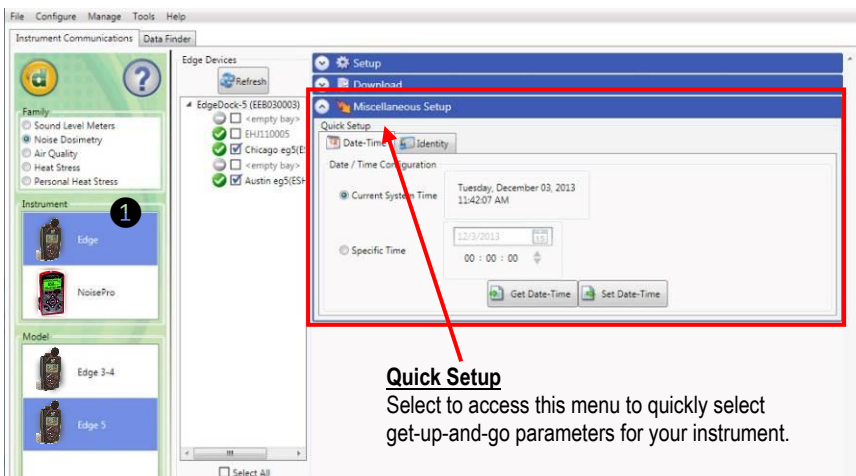 File Configure Manage Tools Help
Instrument Communications Data Finder
d ?
Family
Sound Level Meters
Noise Dosimetry
Air Quality
Heat Stress
Personal Heat Stress
Instrument
1
Edge
NoisePro
Model
Edge 3-4
Edge 5
Edge Devices
Refresh
EdgeDock-5 (EEB030003)
<empty bay>
EHJ110005
Chicago eg5(ES
<empty bay>
Austin eg5(ESH
Select All
Setup
Download
Miscellaneous Setup
Quick Setup
Date-Time Identity
Date / Time Configuration
Current System Time
Tuesday, December 03, 2013
11:42:07 AM
Specific Time
12/3/2013 15
00 : 00 : 00
Get Date-Time Set Date-Time
Quick Setup
Select to access this menu to quickly select
get-up-and-go parameters for your instrument.